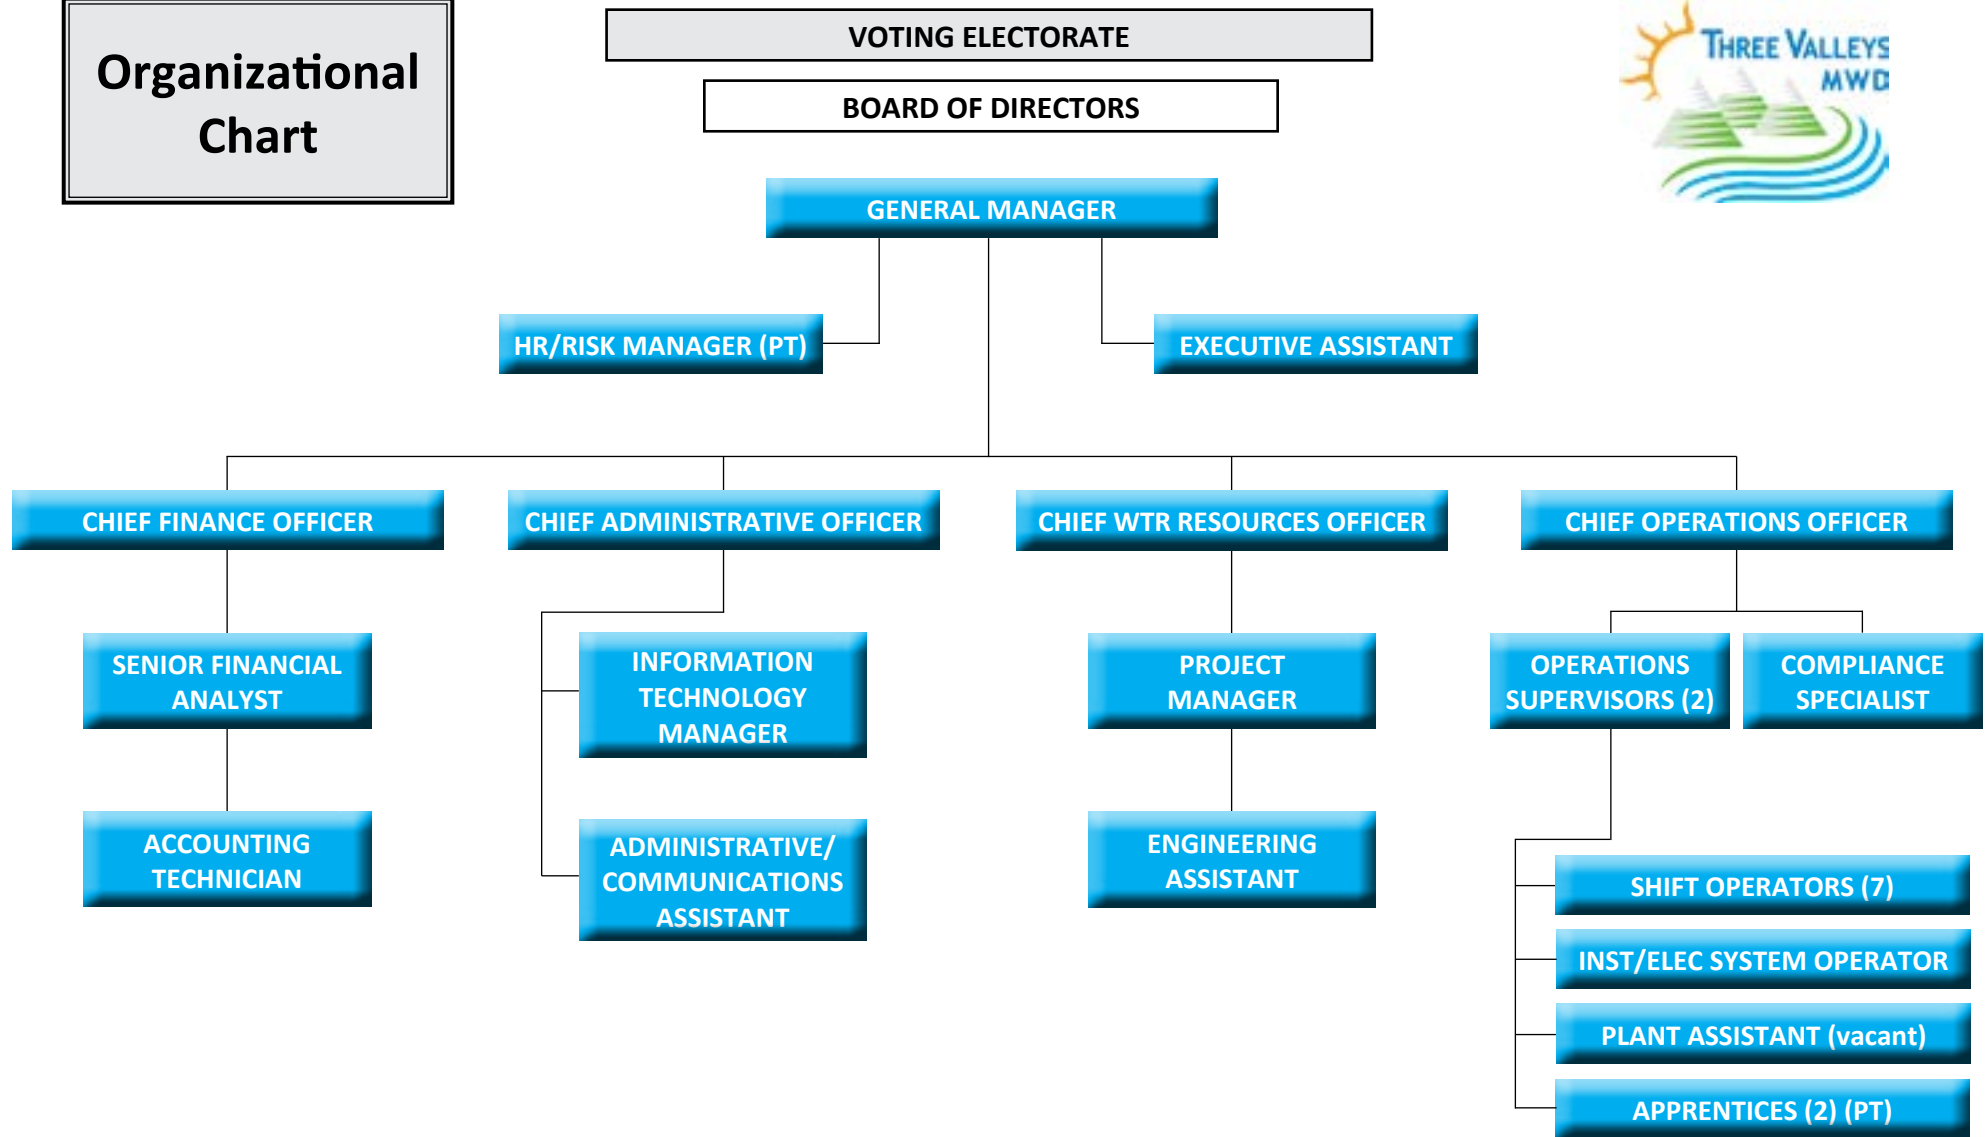 Organizational
Chart
VOTING ELECTORATE
BOARD OF DIRECTORS
THREE VALLEYS
MWD
GENERAL MANAGER
HR/RISK MANAGER (PT)
EXECUTIVE ASSISTANT
CHIEF FINANCE OFFICER
CHIEF ADMINISTRATIVE OFFICER
CHIEF WTR RESOURCES OFFICER
CHIEF OPERATIONS OFFICER
SENIOR FINANCIAL
ANALYST
INFORMATION
TECHNOLOGY
MANAGER
PROJECT
MANAGER
OPERATIONS
SUPERVISORS (2)
COMPLIANCE
SPECIALIST
ACCOUNTING
TECHNICIAN
ADMINISTRATIVE/
COMMUNICATIONS
ASSISTANT
ENGINEERING
ASSISTANT
SHIFT OPERATORS (7)
INST/ELEC SYSTEM OPERATOR
PLANT ASSISTANT (vacant)
APPRENTICES (2) (PT)